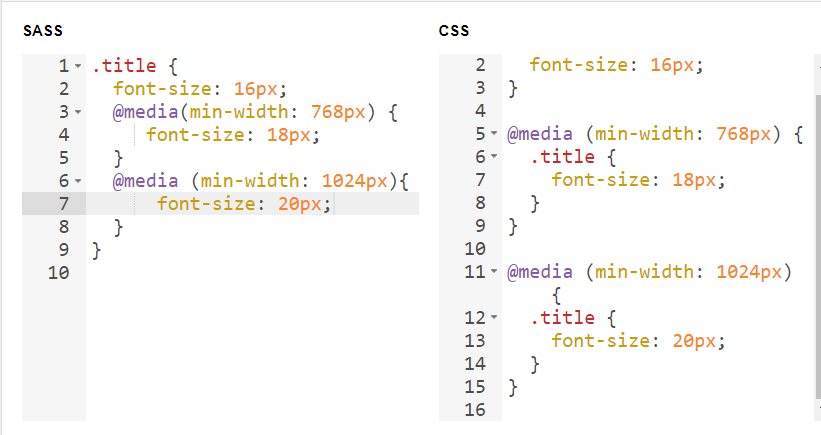 SASS
1 .title {
2 font-size: 16px;
3 @media(min-width: 768px) {
4 font-size: 18px;
5 }
6 @media (min-width: 1024px){
7 font-size: 20px;
8 }
9 }
10
CSS
2 font-size: 16px;
3 }
4
5 @media (min-width: 768px) {
6 .title {
7 font-size: 18px;
8 }
9 }
10
11 @media (min-width: 1024px)
{
12 .title {
13 font-size: 20px;
14 }
15 }
16